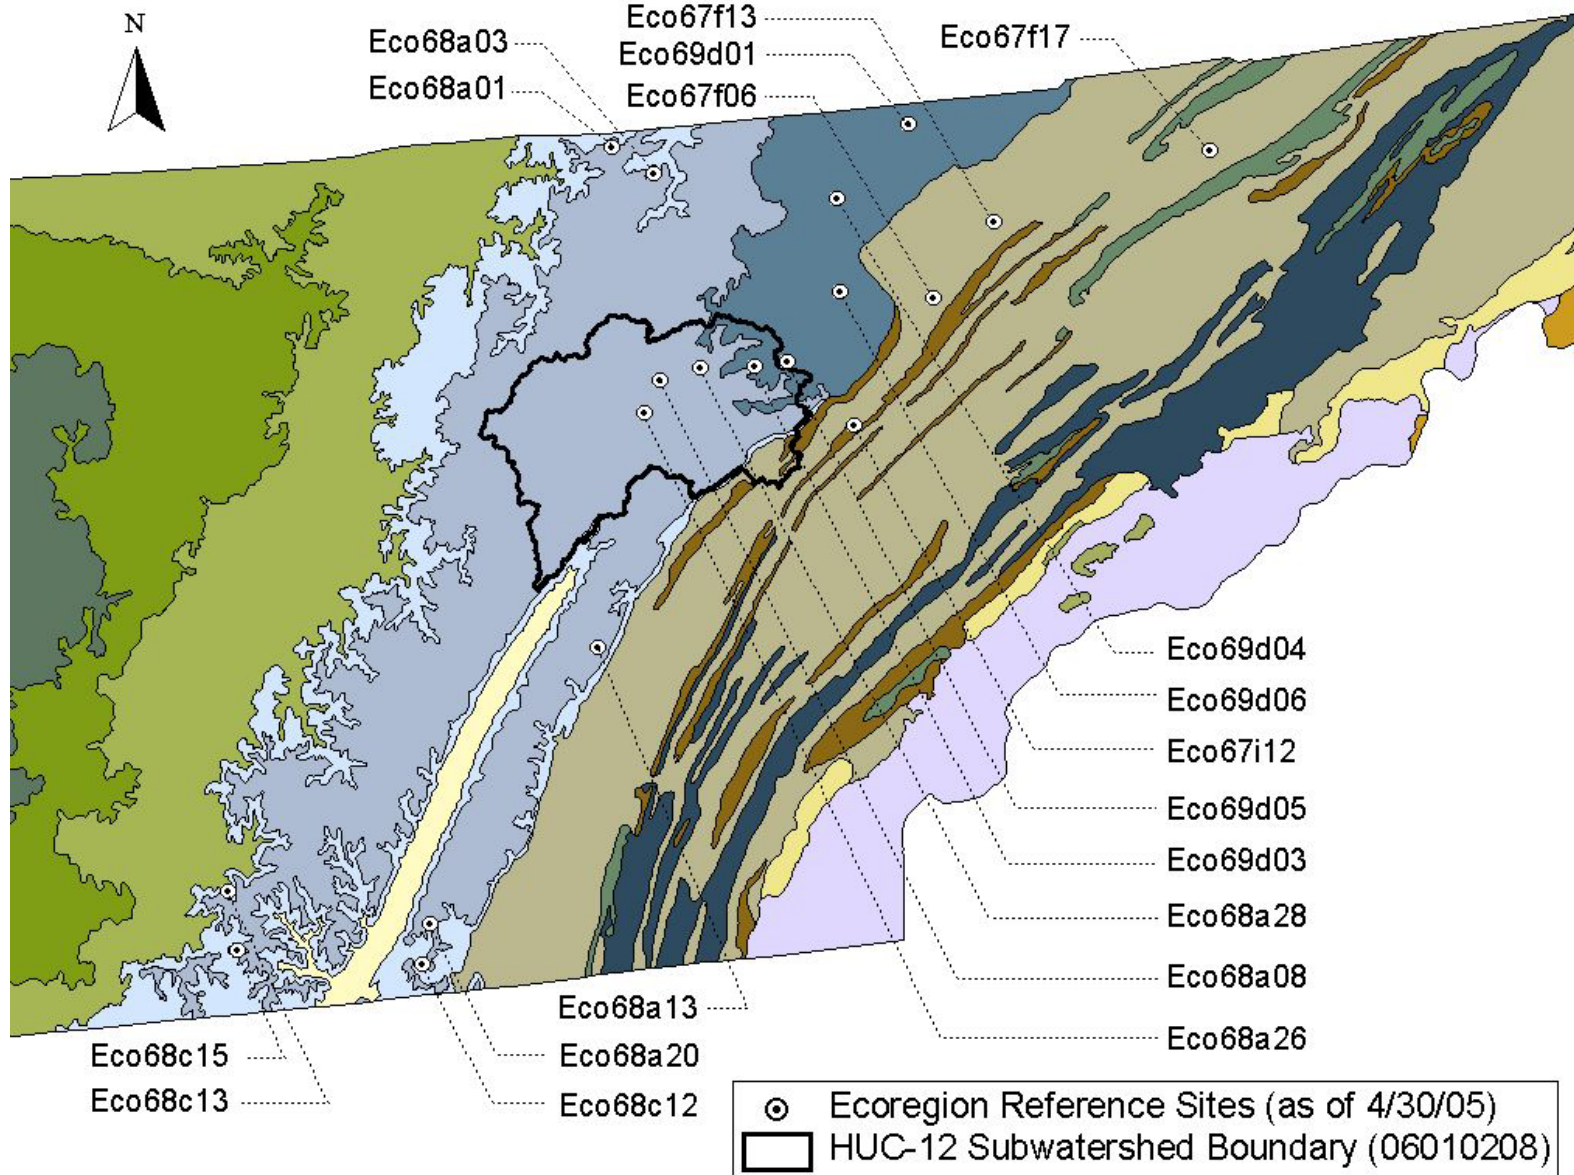 N
Eco68a03
Eco68a01
Eco67f13
Eco69d01
Eco67f06
Eco67f17
Eco69d04
Eco69d06
Eco67i12
Eco69d05
Eco69d03
Eco68a28
Eco68a08
Eco68a26
Eco68a13
Eco68a20
Eco68c12
Eco68c15
Eco68c13
Ecoregion Reference Sites (as of 4/30/05)
HUC-12 Subwatershed Boundary (06010208)